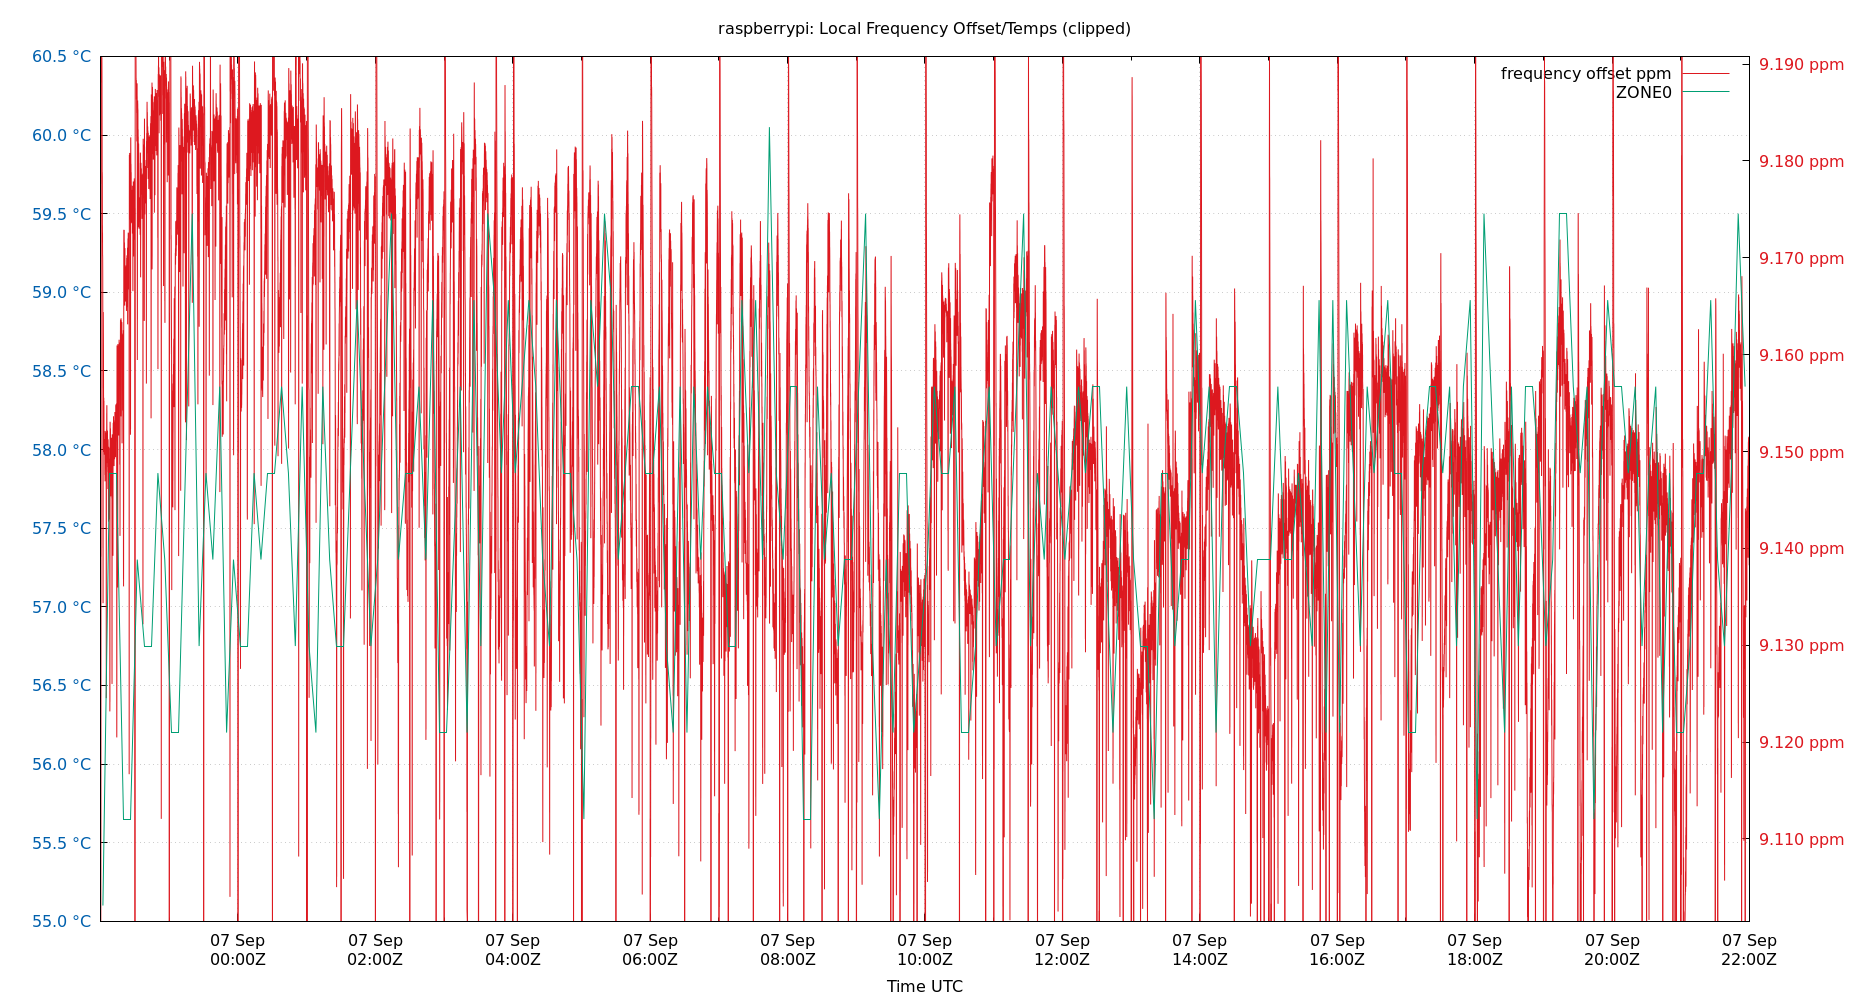 raspberrypi: Local Frequency Offset/Temps (clipped)
60.5 °C
60.0 °C
59.5 °C
59.0 °C
58.5 °C
58.0 °C
57.5 °C
57.0 °C
56.5 °C
56.0 °C
55.5 °C
55.0 °C
frequency offset ppm
ZONE0
9.190 ppm
9.180 ppm
9.170 ppm
9.160 ppm
9.150 ppm
9.140 ppm
9.130 ppm
9.120 ppm
9.110 ppm
07 Sep 07 Sep 07 Sep 07 Sep 07 Sep 07 Sep 07 Sep 07 Sep 07 Sep 07 Sep 07 Sep 07 Sep
00:00Z 02:00Z 04:00Z 06:00Z 08:00Z 10:00Z 12:00Z 14:00Z 16:00Z 18:00Z 20:00Z 22:00Z
Time UTC